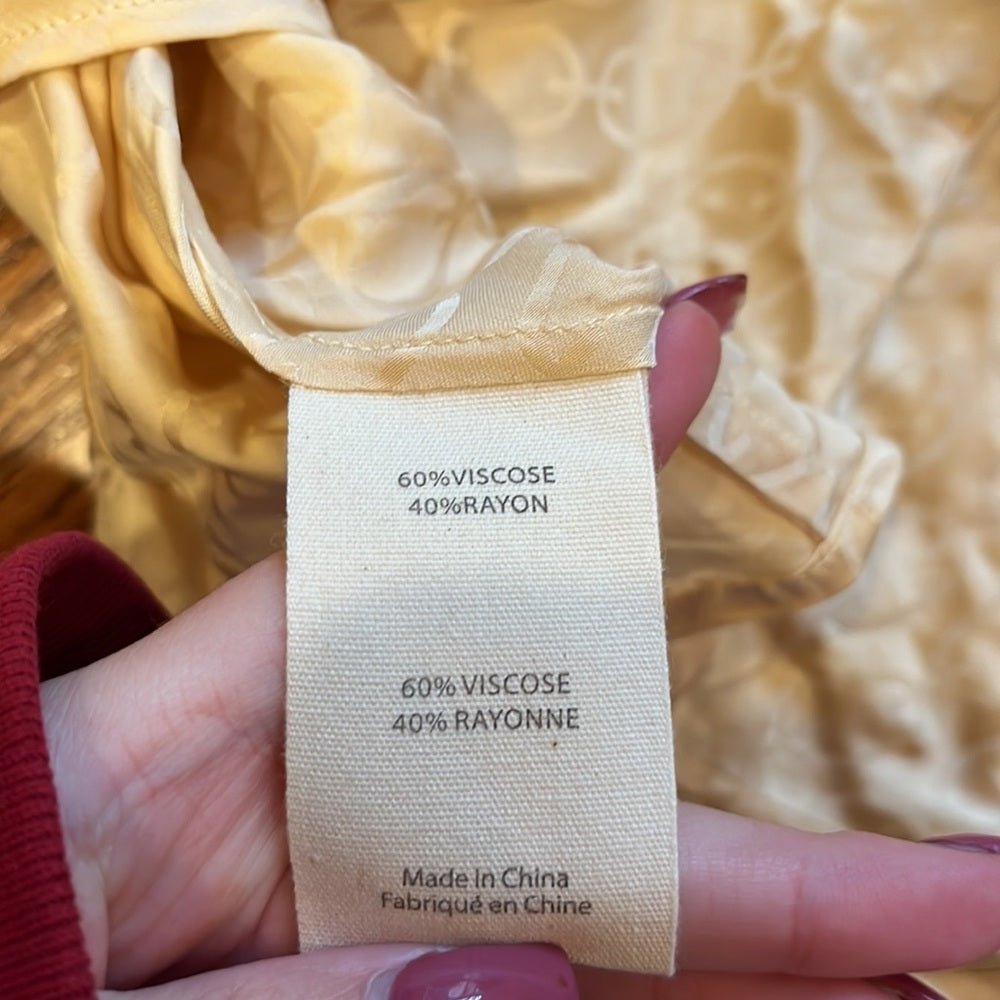 60%VISCOSE
40%RAYON
60% VISCOSE
40% RAYONNE
Made In China
Fabriqué en Chine